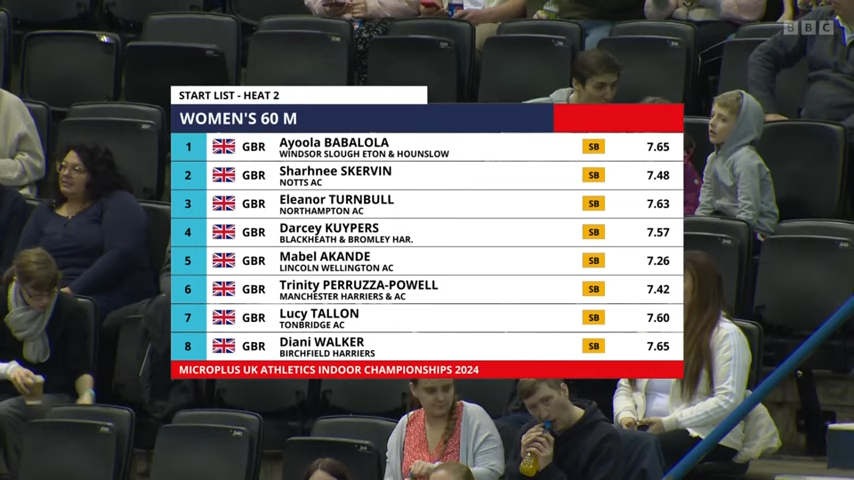 BBC
START LIST - HEAT 2
WOMEN'S 60 M
1 GBR Ayoola BABALOLA SB 7.65
WINDSOR SLOUGH ETON & HOUNSLOW
2 GBR Sharhnee SKERVIN SB 7.48
NOTTS AC
3 GBR Eleanor TURNBULL SB 7.63
NORTHAMPTON AC
4 GBR Darcey KUYPERS SB 7.57
BLACKHEATH & BROMLEY HAR.
5 GBR Mabel AKANDE SB 7.26
LINCOLN WELLINGTON AC
6 GBR Trinity PERRUZZA-POWELL SB 7.42
MANCHESTER HARRIERS & AC
7 GBR Lucy TALLON SB 7.60
TONBRIDGE AC
8 GBR Diani WALKER SB 7.65
BIRCHFIELD HARRIERS
MICROPLUS UK ATHLETICS INDOOR CHAMPIONSHIPS 2024